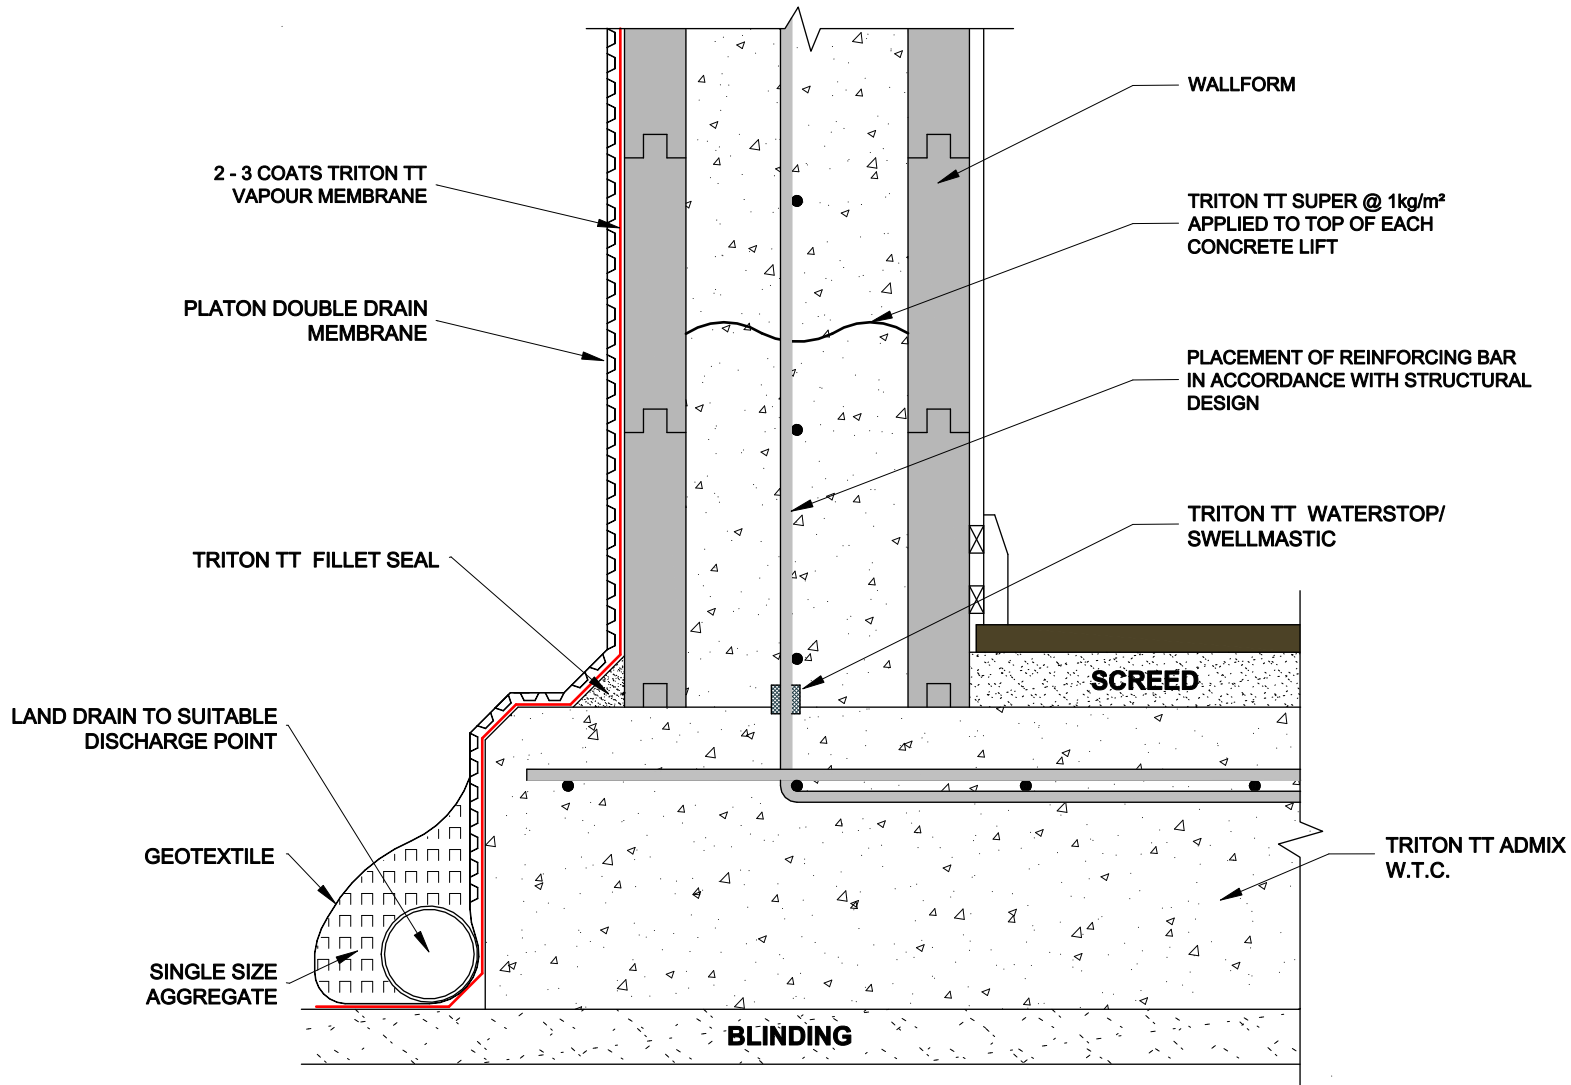 WALLFORM
2 - 3 COATS TRITON TT
VAPOUR MEMBRANE
TRITON TT SUPER @ 1kg/m²
APPLIED TO TOP OF EACH
CONCRETE LIFT
PLATON DOUBLE DRAIN
MEMBRANE
PLACEMENT OF REINFORCING BAR
IN ACCORDANCE WITH STRUCTURAL
DESIGN
TRITON TT WATERSTOP/
SWELLMASTIC
TRITON TT FILLET SEAL
SCREED
LAND DRAIN TO SUITABLE
DISCHARGE POINT
TRITON TT ADMIX
W.T.C.
GEOTEXTILE
SINGLE SIZE
AGGREGATE
BLINDING